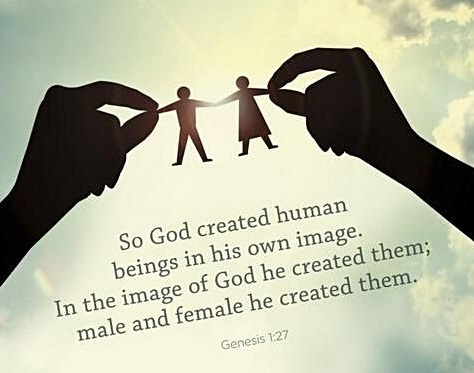 So God created human
beings in his own image.
In the image of God he created them;
male and female he created them.
Genesis 1:27